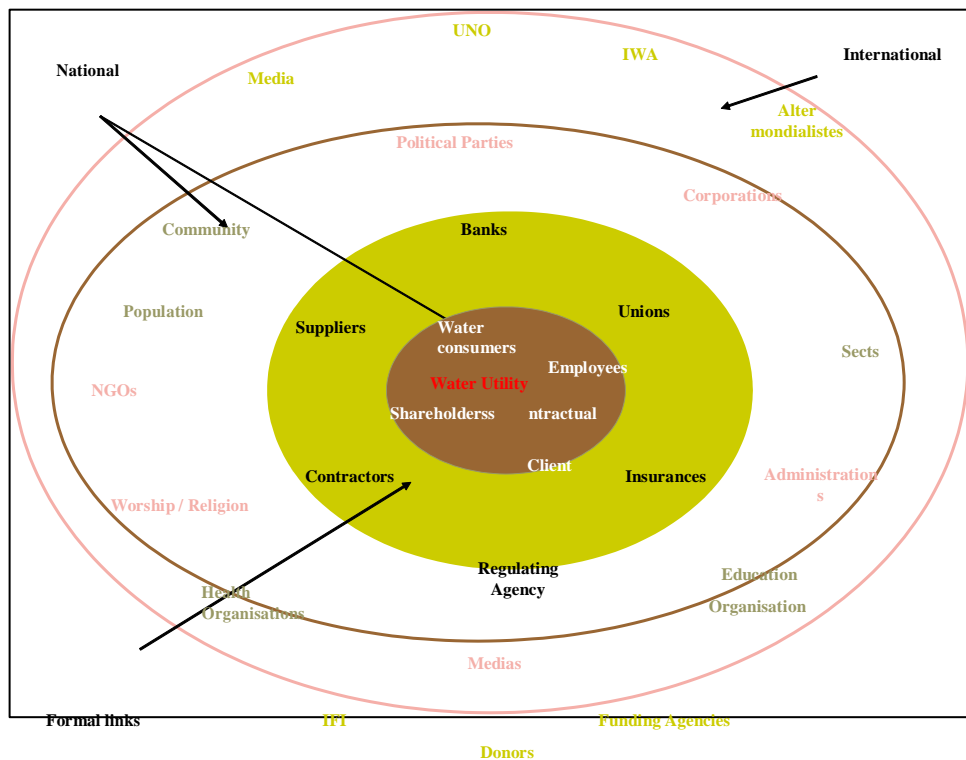 UNO
IWA
International
National
Media
Alter
mondialistes
Political Parties
Corporations
Community
Banks
Population
Suppliers
Unions
Water
consumers
Sects
Employees
Water Utility
NGOs
Shareholderss
ntractual
Client
Contractors
Insurances
Administration
s
Worship / Religion
Regulating
Agency
Education
Organisation
Health
Organisations
Medias
Formal links
IFI
Funding Agencies
Donors